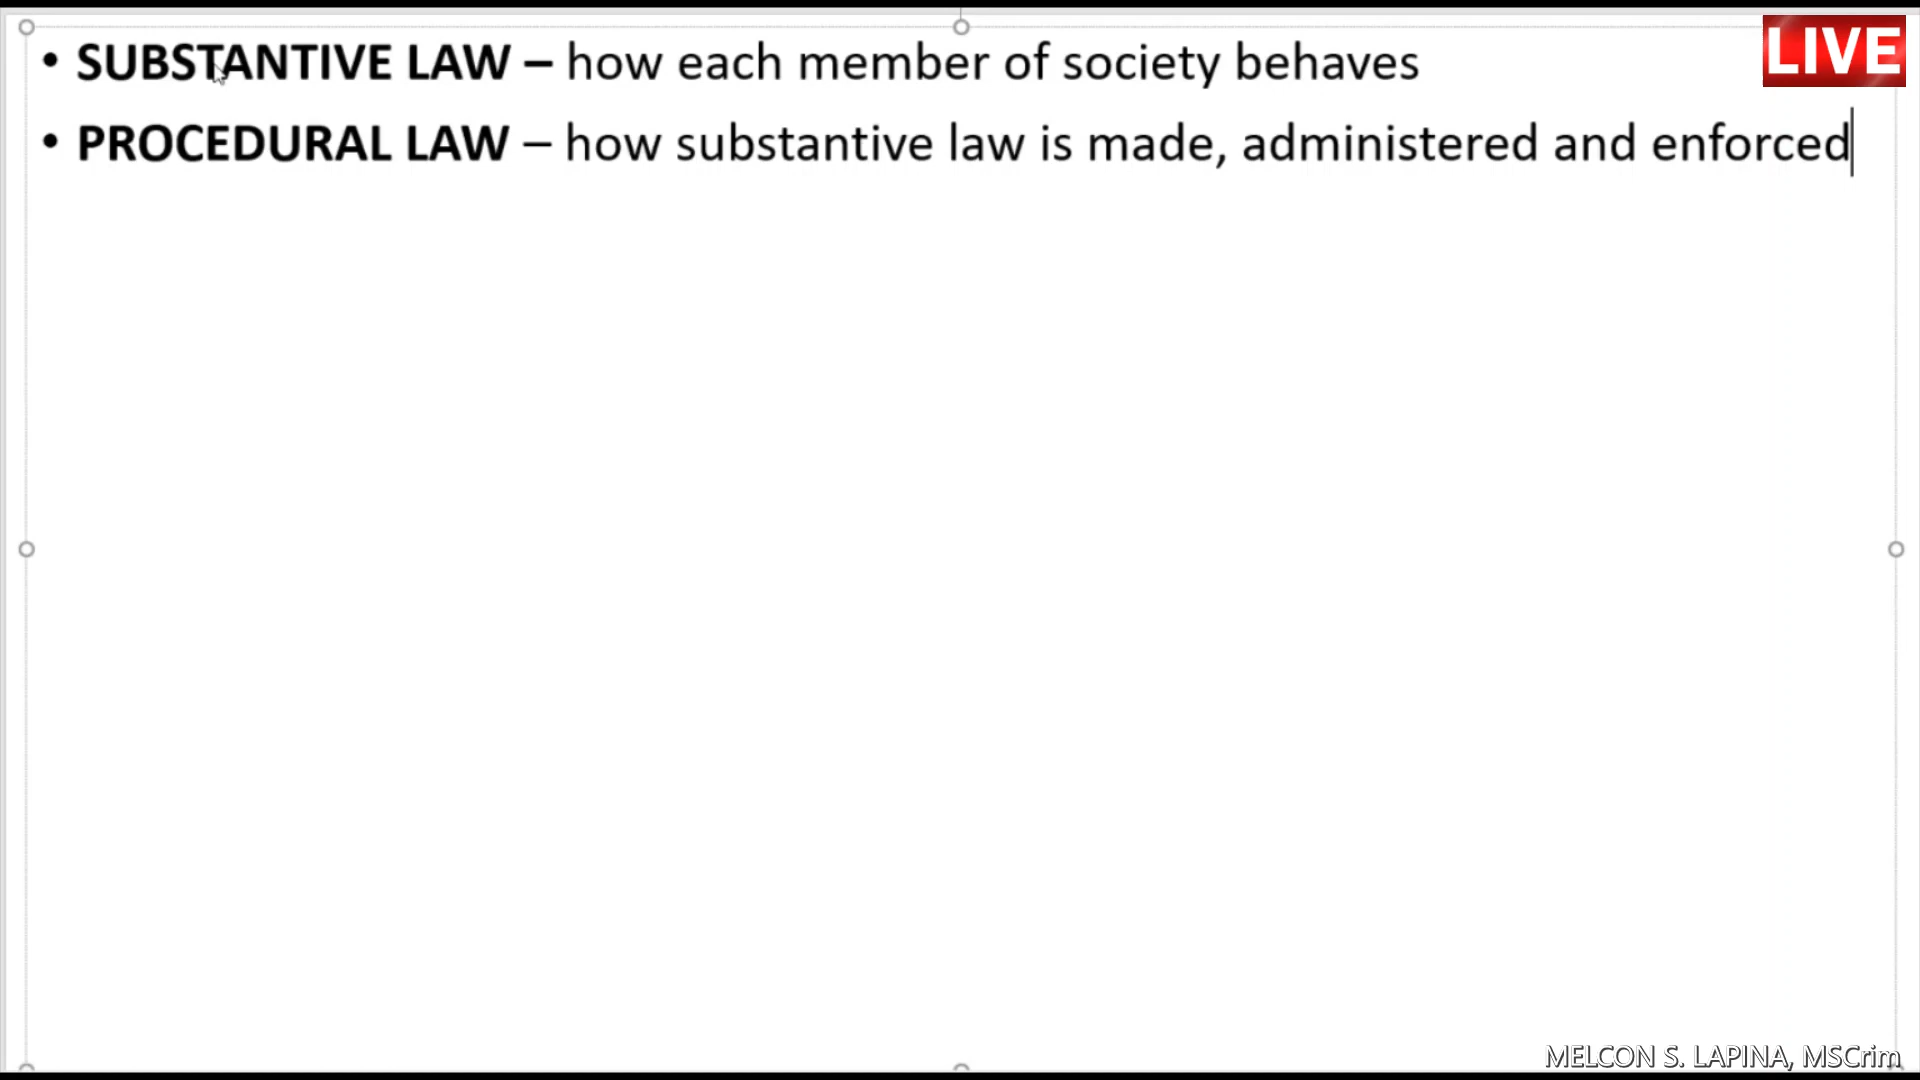 LIVE
• SUBSTANTIVE LAW – how each member of society behaves
• PROCEDURAL LAW – how substantive law is made, administered and enforced
MELCON S. LAPINA, MSCrim